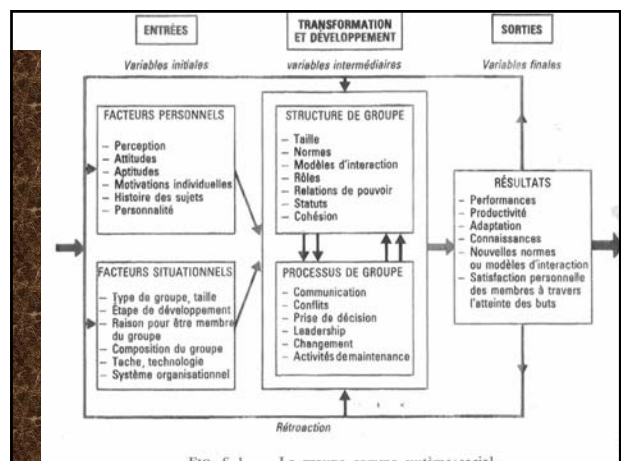 ENTRÉES
TRANSFORMATION
ET DÉVELOPPEMENT
SORTIES
Variables initiales
variables intermédiaires
Variables finales
FACTEURS PERSONNELS
– Perception
– Attitudes
– Aptitudes
– Motivations individuelles
– Histoire des sujets
– Personnalité
FACTEURS SITUATIONNELS
– Type de groupe, taille
– Étape de développement
– Raison pour être membre
du groupe
– Composition du groupe
– Tache, technologie
– Système organisationnel
STRUCTURE DE GROUPE
– Taille
– Normes
– Modèles d'interaction
– Rôles
– Relations de pouvoir
– Statuts
– Cohésion
PROCESSUS DE GROUPE
– Communication
– Conflits
– Prise de décision
– Leadership
– Changement
– Activités de maintenance
RÉSULTATS
– Performances
– Productivité
– Adaptation
– Connaissances
– Nouvelles normes
ou modèles d'interaction
– Satisfaction personnelle
des membres à travers
l'atteinte des buts
Rétroaction